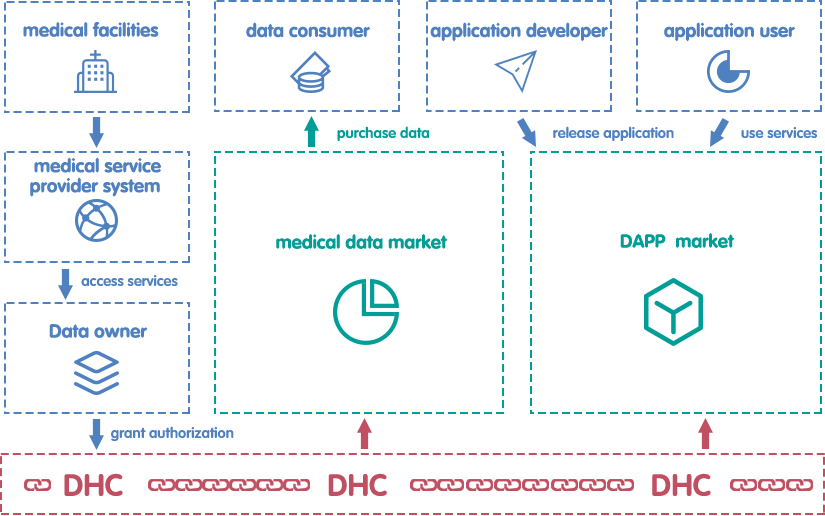 medical facilities
data consumer
application developer
application user
purchase data
release application
use services
medical service
provider system
access services
medical data market
DAPP market
Data owner
grant authorization
DHC
DHC
DHC